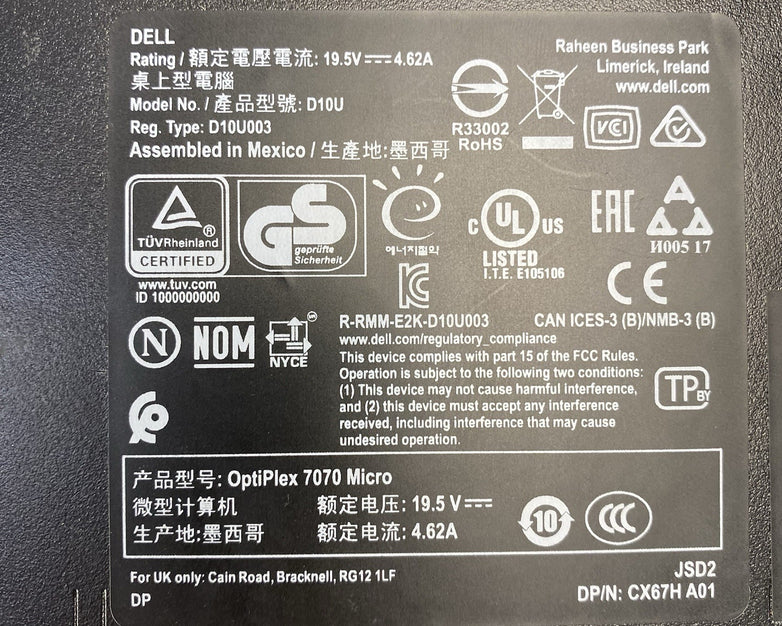 DELL
Rating / 額定電壓電流: 19.5V⎓4.62A
桌上型電腦
Model No. / 產品型號: D10U
Reg. Type: D10U003
Assembled in Mexico / 生產地:墨西哥
R33002
RoHS
Raheen Business Park
Limerick, Ireland
www.dell.com
VCI
TÜVRheinland
CERTIFIED
www.tuv.com
ID 1000000000
GS
geprüfte
Sicherheit
에너지절약
C UL US
LISTED
I.T.E. E105106
EAC
И005 17
CE
N
NOM
NYCE
R-RMM-E2K-D10U003
CAN ICES-3 (B)/NMB-3 (B)
www.dell.com/regulatory_compliance
This device complies with part 15 of the FCC Rules.
Operation is subject to the following two conditions:
(1) This device may not cause harmful interference,
and (2) this device must accept any interference
received, including interference that may cause
undesired operation.
TP BY
产品型号: OptiPlex 7070 Micro
微型计算机 额定电压: 19.5 V⎓
生产地:墨西哥 额定电流: 4.62A
10
CCC
For UK only: Cain Road, Bracknell, RG12 1LF
DP
JSD2
DP/N: CX67H A01